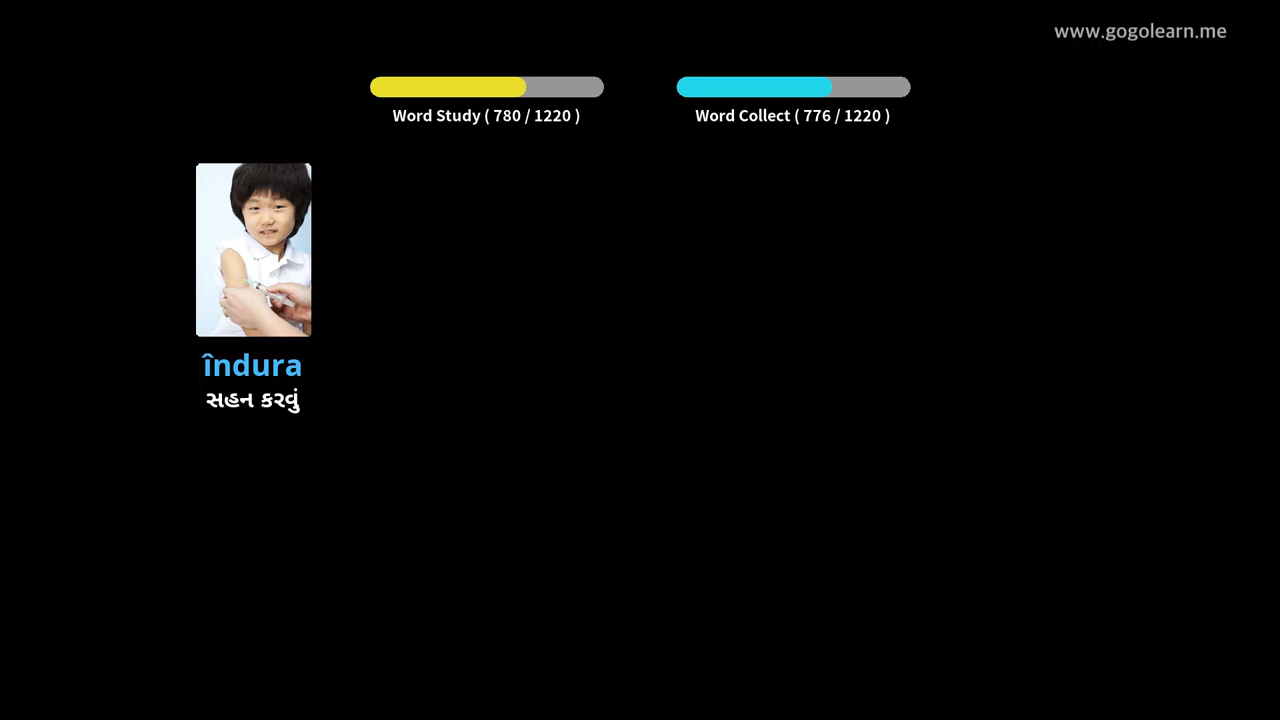 www.gogolearn.me
Word Study ( 780 / 1220 )
Word Collect ( 776 / 1220 )
îndura
સહન કરવું